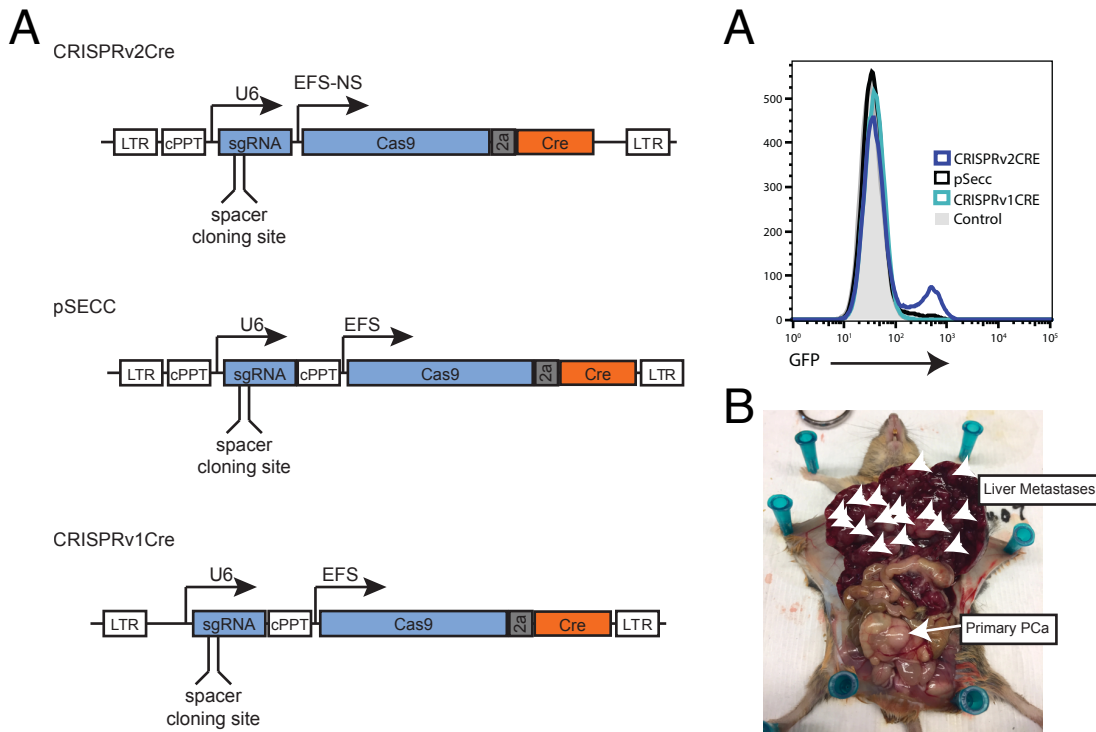 A
CRISPRv2Cre
U6
EFS-NS
LTR cPPT sgRNA Cas9 2a Cre LTR
spacer
cloning site
pSECC
U6
EFS
LTR cPPT sgRNA cPPT Cas9 2a Cre LTR
spacer
cloning site
CRISPRv1Cre
U6
EFS
LTR sgRNA cPPT Cas9 2a Cre LTR
spacer
cloning site
A
500
400
300
200
100
0
CRISPRv2CRE
pSecc
CRISPRv1CRE
Control
10⁰ 10¹ 10² 10³ 10⁴ 10⁵
GFP
B
Liver Metastases
Primary PCa